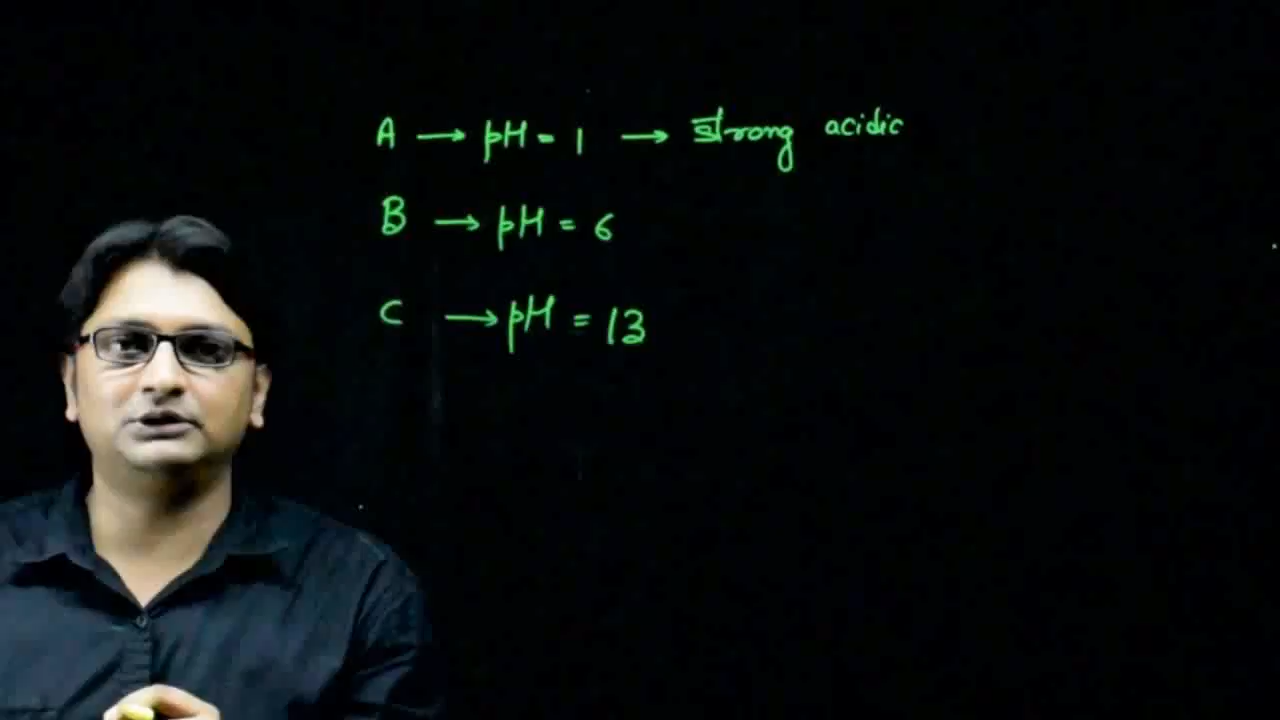 A → pH = 1 → strong acidic
B → pH = 6
C → pH = 13